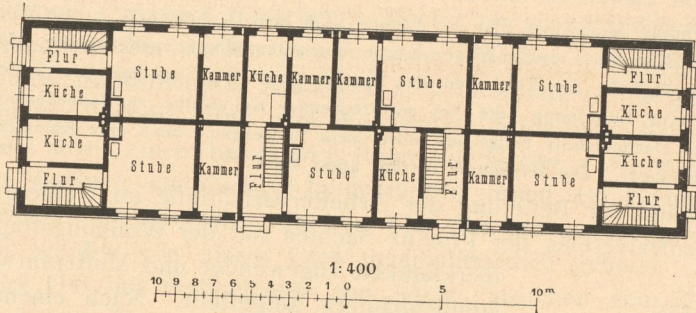 Flur Stube Kammer Küche Kammer Kammer Stube Kammer Stube Flur
Küche Küche
Küche Stube Kammer Flur Stube Küche Flur Kammer Stube Küche
Flur Flur
1:400
10 9 8 7 6 5 4 3 2 1 0 5 10 m